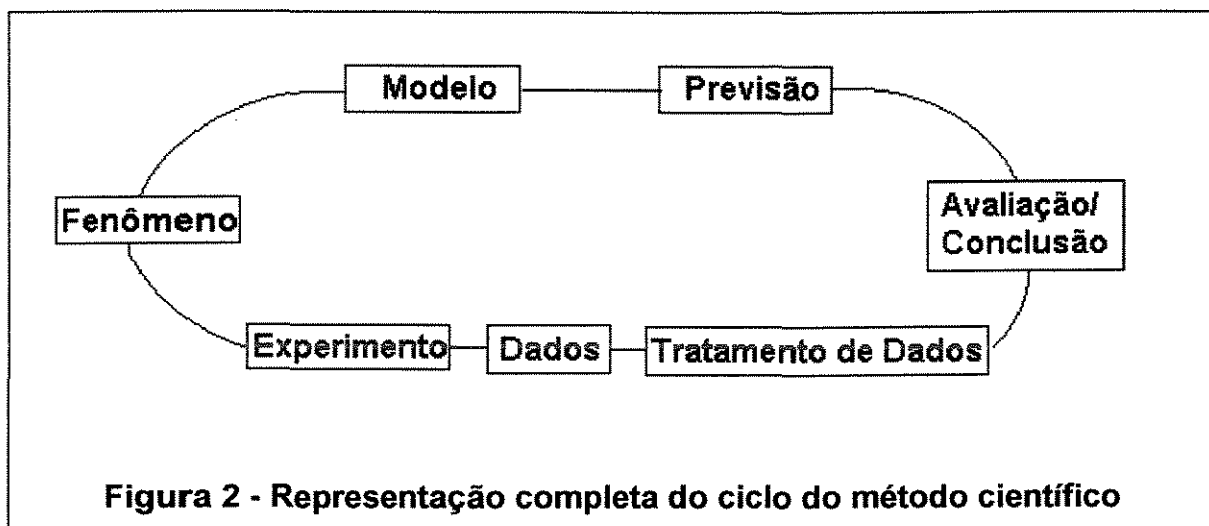 Modelo
Previsão
Fenômeno
Avaliação/
Conclusão
Experimento
Dados
Tratamento de Dados
Figura 2 - Representação completa do ciclo do método científico